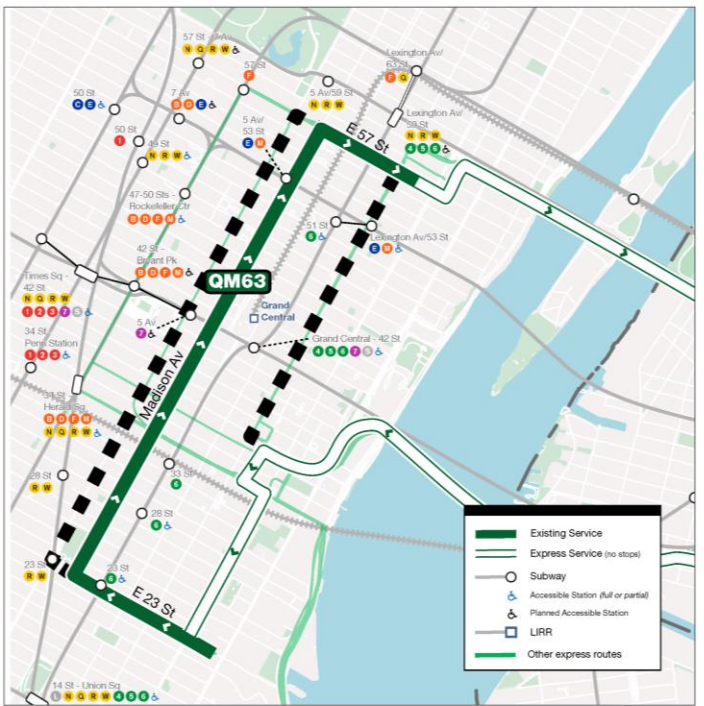 57 St - 7 Av
N Q R W
57 St
F
Lexington Av/
63 St
F Q
50 St
C E
7 Av
B D E
5 Av/59 St
N R W
Lexington Av/
59 St
N R W
4 5 6
5 Av/
53 St
E M
E 57 St
50 St
1
49 St
N R W
47-50 Sts -
Rockefeller Ctr
B D F M
51 St
6
Lexington Av/53 St
E M
42 St -
Bryant Pk
B D F M
QM63
Times Sq -
42 St
N Q R W
1 2 3 7 S
Grand
Central
5 Av
7
Grand Central - 42 St
4 5 6 7 S
34 St
Penn Station
1 2 3
Madison Av
34 St -
Herald Sq
B D F M
N Q R W
33 St
6
28 St
R W
28 St
6
23 St
R W
23 St
6
E 23 St
14 St - Union Sq
L N Q R W 4 5 6
Existing Service
Express Service (no stops)
Subway
Accessible Station (full or partial)
Planned Accessible Station
LIRR
Other express routes